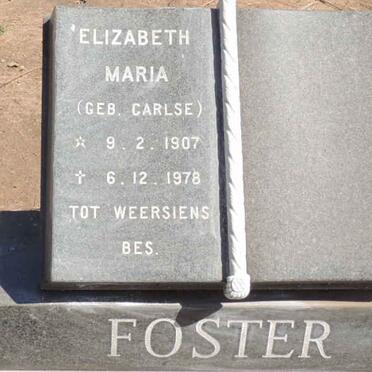 ELIZABETH
MARIA
(GEB. CARLSE)
☆ 9.2.1907
✝ 6.12.1978
TOT WEERSIENS
BES.
FOSTER